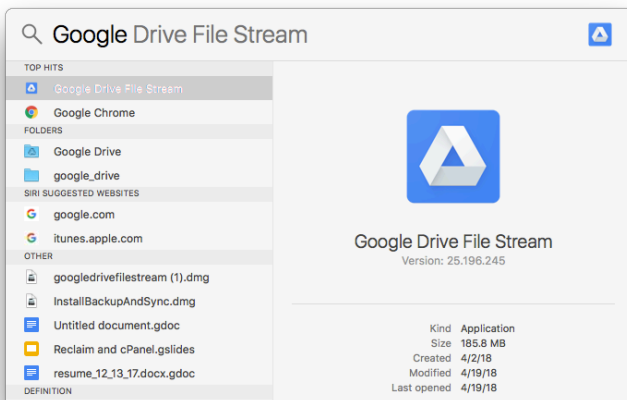 Google Drive File Stream
TOP HITS
Google Drive File Stream
Google Chrome
FOLDERS
Google Drive
google_drive
SIRI SUGGESTED WEBSITES
google.com
itunes.apple.com
OTHER
googledrivefilestream (1).dmg
InstallBackupAndSync.dmg
Untitled document.gdoc
Reclaim and cPanel.gslides
resume_12_13_17.docx.gdoc
DEFINITION
Google Drive File Stream
Version: 25.196.245
Kind Application
Size 185.8 MB
Created 4/2/18
Modified 4/19/18
Last opened 4/19/18